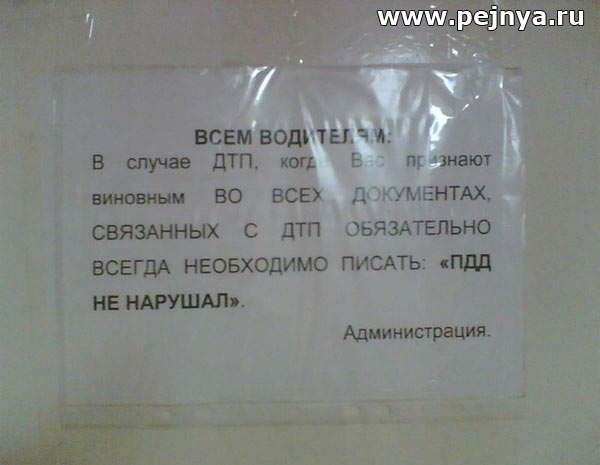 www.pejnya.ru
ВСЕМ ВОДИТЕЛЯМ:
В случае ДТП, когда Вас признают
виновным ВО ВСЕХ ДОКУМЕНТАХ,
СВЯЗАННЫХ С ДТП ОБЯЗАТЕЛЬНО
ВСЕГДА НЕОБХОДИМО ПИСАТЬ: «ПДД
НЕ НАРУШАЛ».
Администрация.